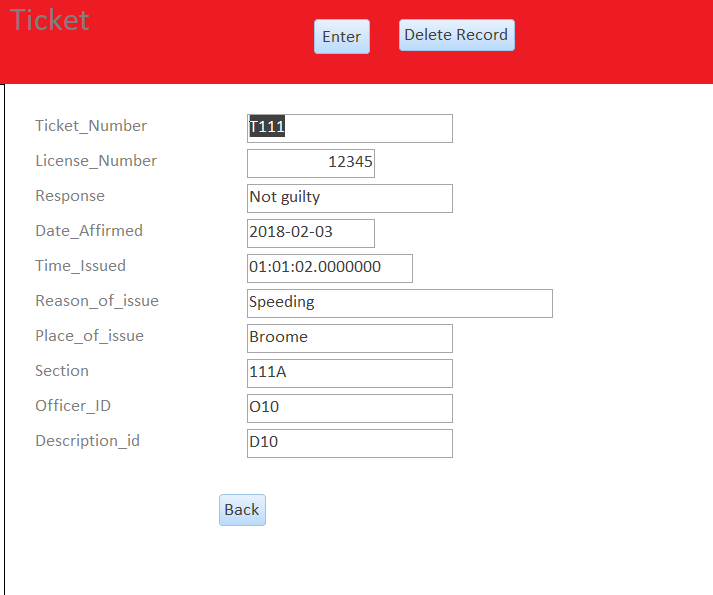 Ticket
Enter Delete Record
Ticket_Number T111
License_Number 12345
Response Not guilty
Date_Affirmed 2018-02-03
Time_Issued 01:01:02.0000000
Reason_of_issue Speeding
Place_of_issue Broome
Section 111A
Officer_ID O10
Description_id D10
Back